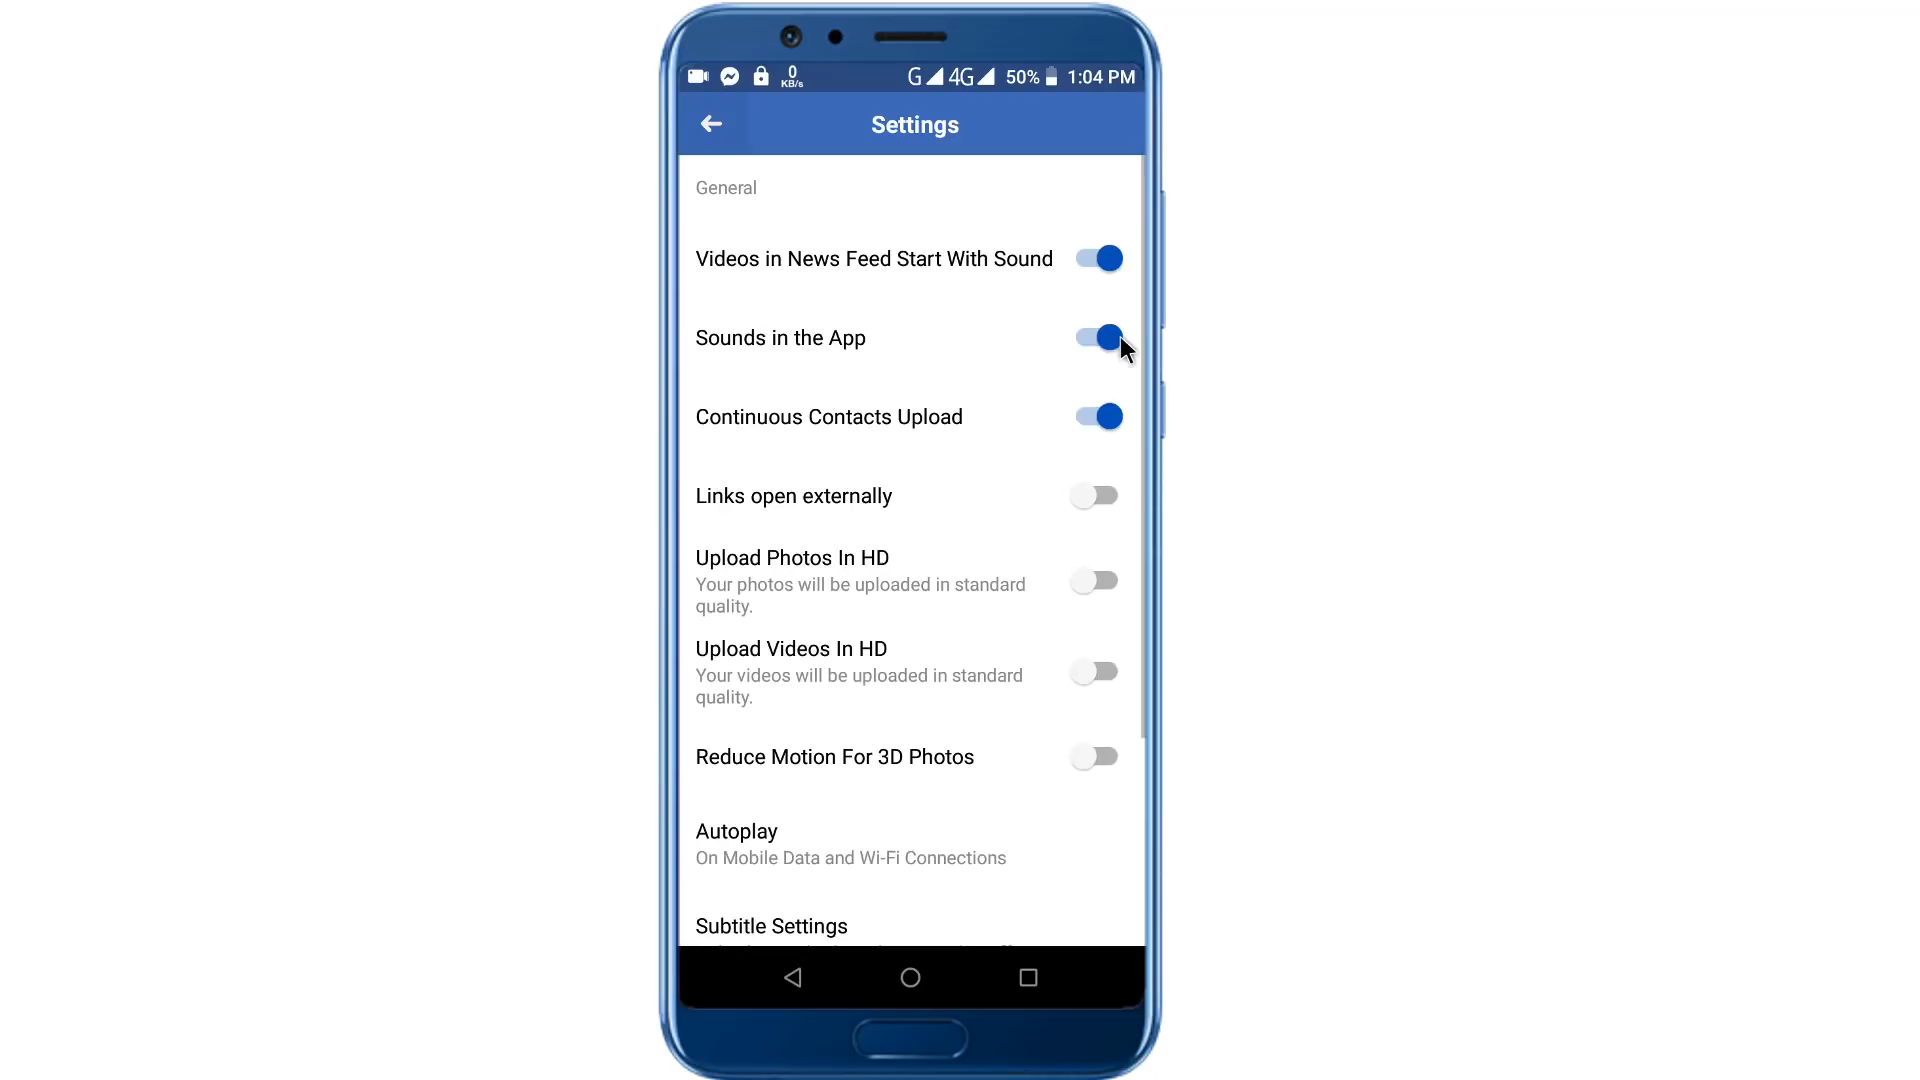 0
KB/s
G 4G 50% 1:04 PM
Settings
General
Videos in News Feed Start With Sound
Sounds in the App
Continuous Contacts Upload
Links open externally
Upload Photos In HD
Your photos will be uploaded in standard
quality.
Upload Videos In HD
Your videos will be uploaded in standard
quality.
Reduce Motion For 3D Photos
Autoplay
On Mobile Data and Wi-Fi Connections
Subtitle Settings